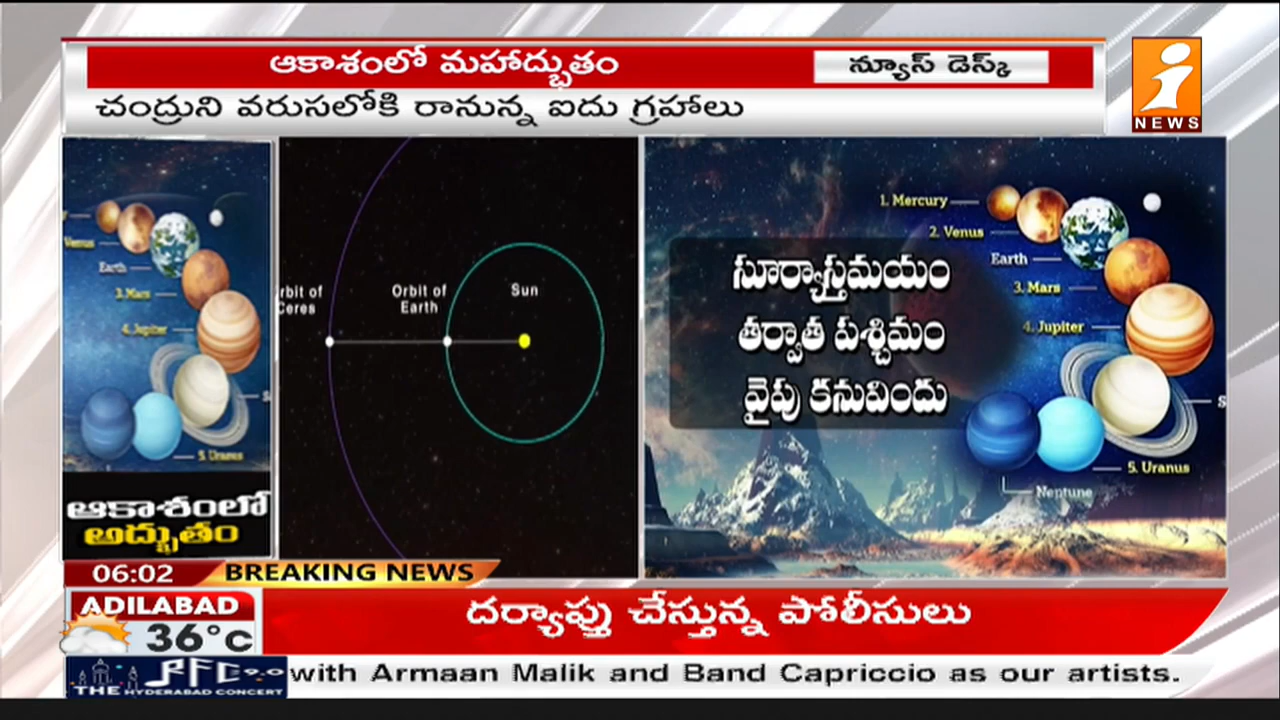 ఆకాశంలో మహాద్భుతం
న్యూస్ డెస్క్
చంద్రుని వరుసలోకి రానున్న ఐదు గ్రహాలు
i
NEWS
Venus
Earth
3. Mars
4. Jupiter
S
5. Uranus
ఆకాశంలో
అద్భుతం
rbit of
Ceres
Orbit of
Earth
Sun
1. Mercury
2. Venus
Earth
3. Mars
4. Jupiter
S
5. Uranus
Neptune
సూర్యాస్తమయం
తర్వాత పశ్చిమం
వైపు కనువిందు
06:02
BREAKING NEWS
ADILABAD
36°c
దర్యాప్తు చేస్తున్న పోలీసులు
THE HYDERABAD CONCERT
with Armaan Malik and Band Capriccio as our artists.